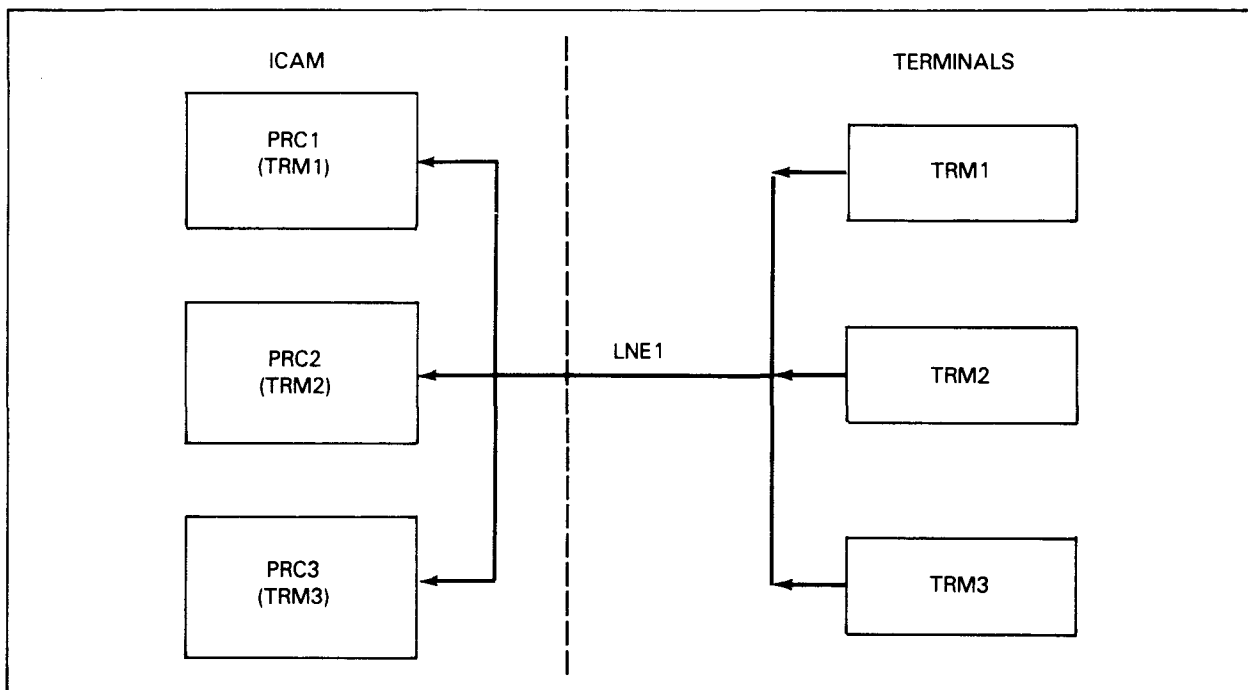 ICAM
TERMINALS
PRC1
(TRM1)
TRM1
PRC2
(TRM2)
LNE1
TRM2
PRC3
(TRM3)
TRM3